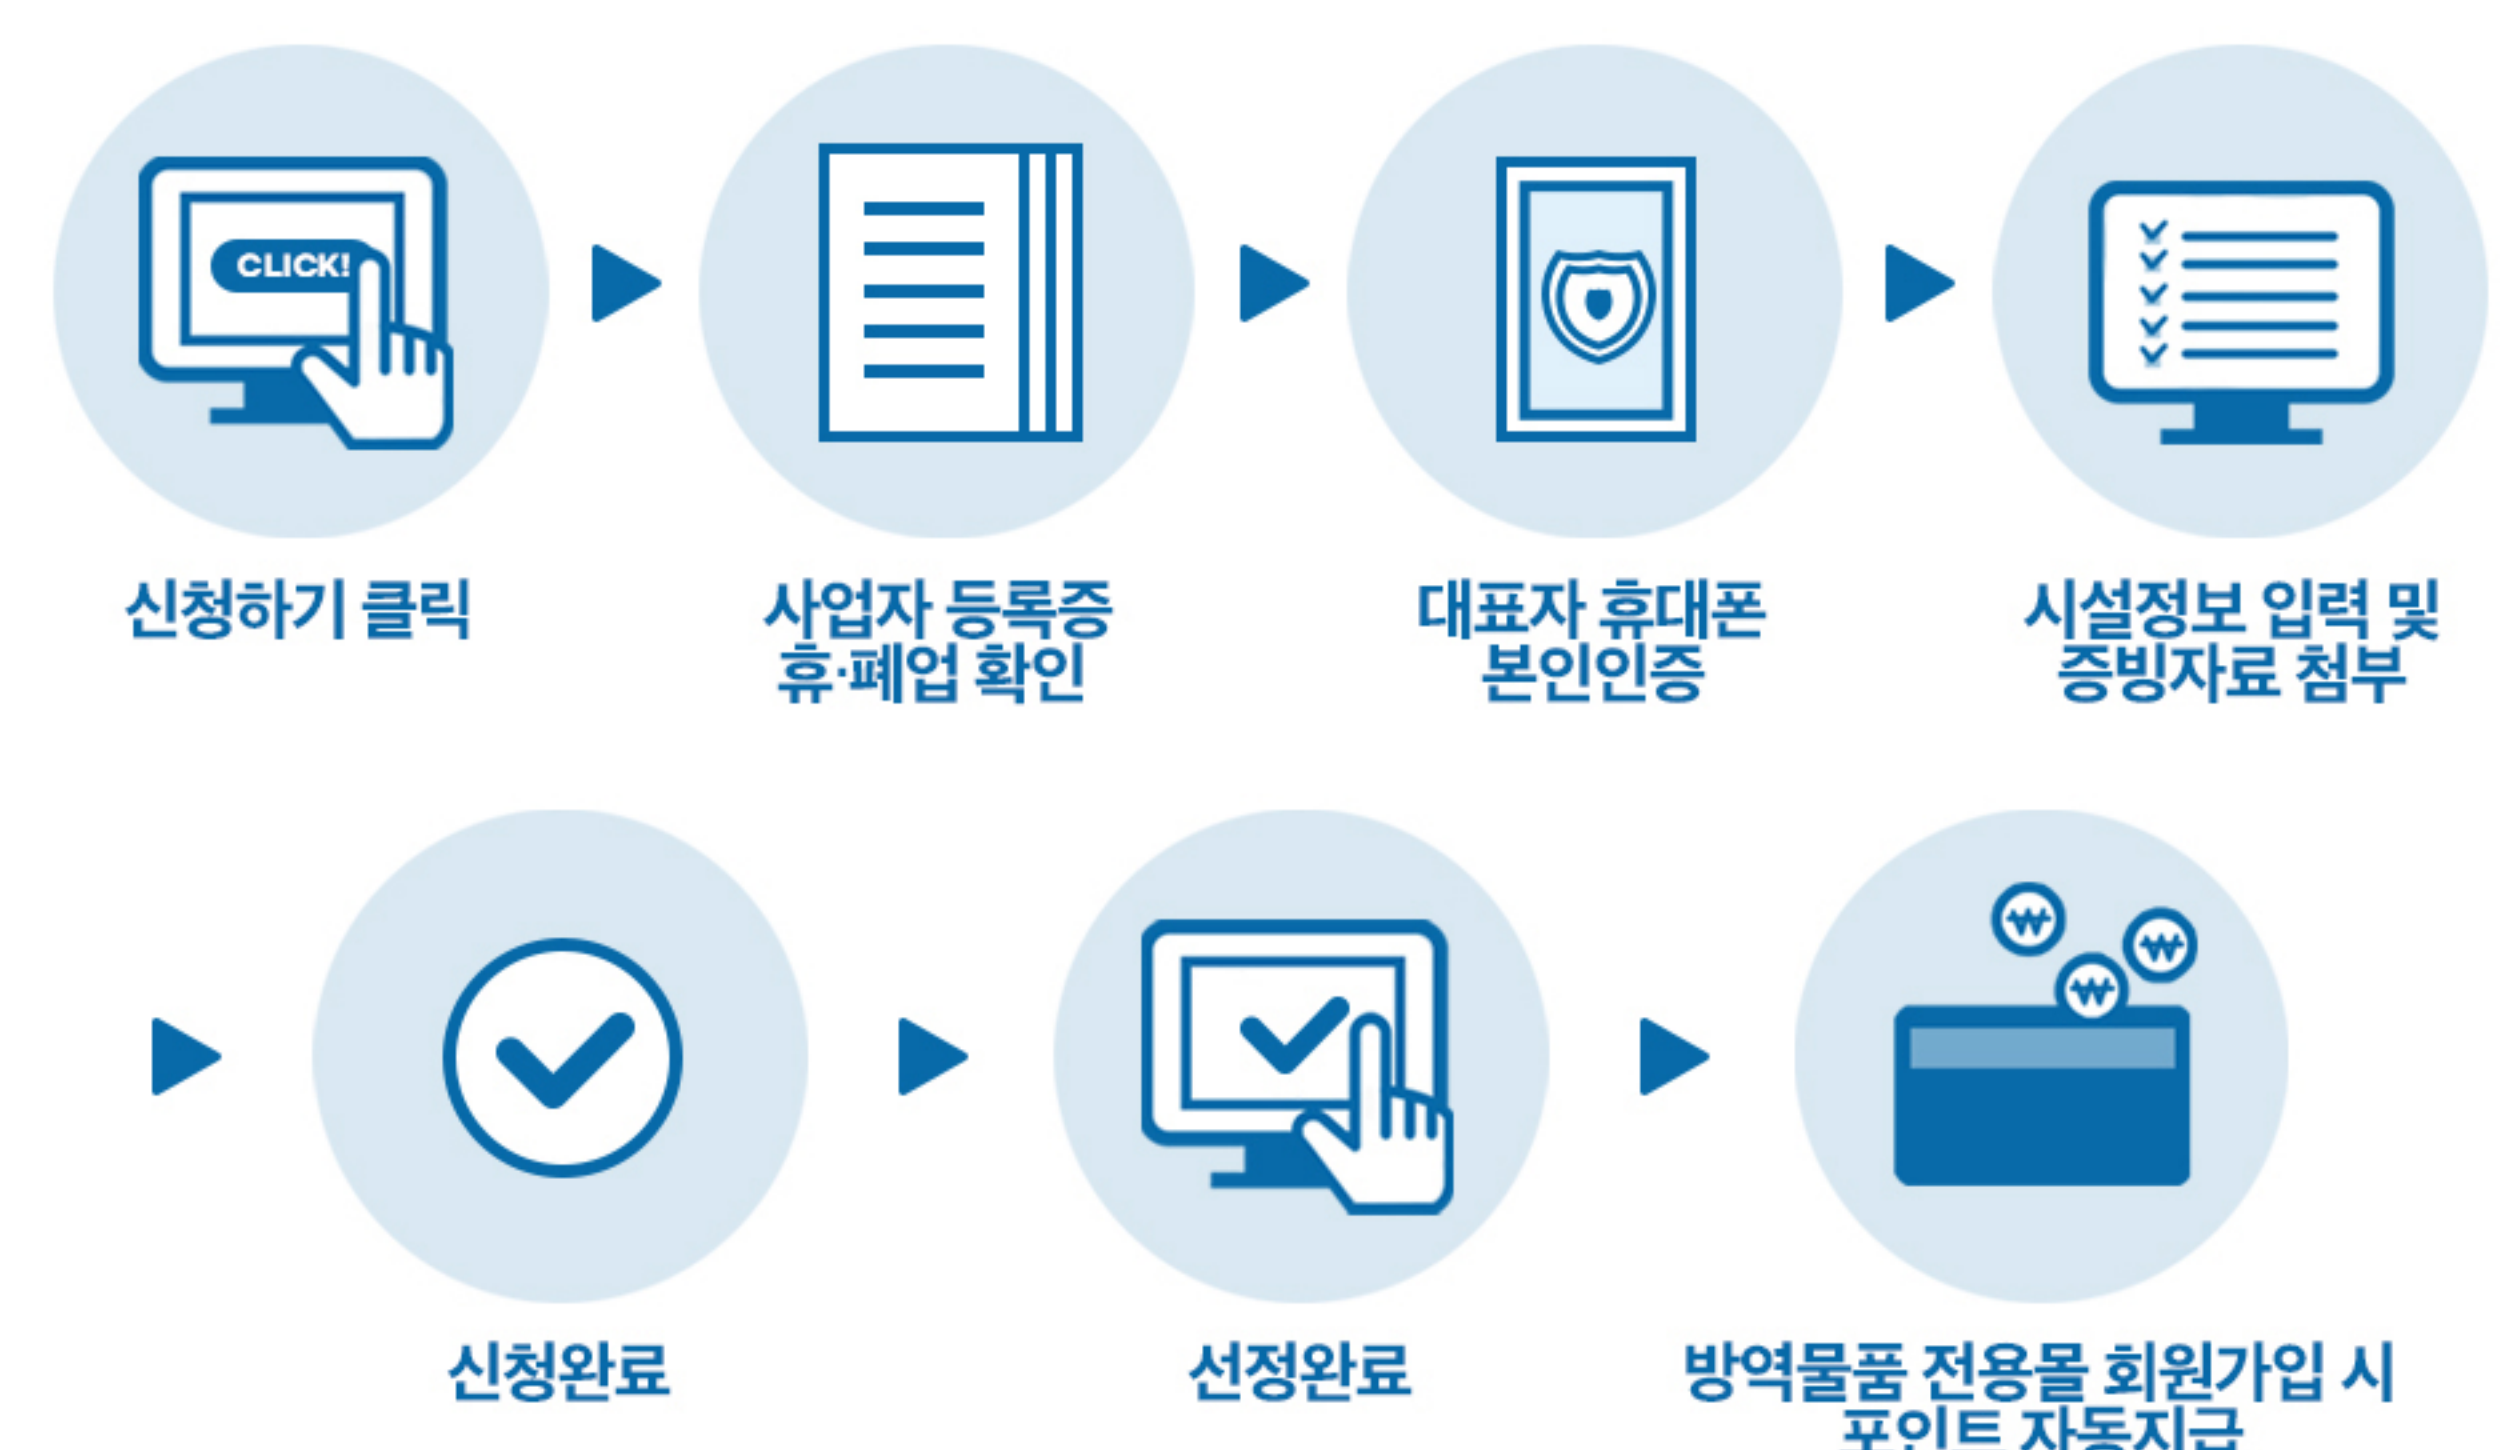 CLICK!
신청하기 클릭
사업자 등록증
휴·폐업 확인
대표자 휴대폰
본인인증
시설정보 입력 및
증빙자료 첨부
신청완료
선정완료
₩
₩
₩
방역물품 전용몰 회원가입 시
포인트 자동지급